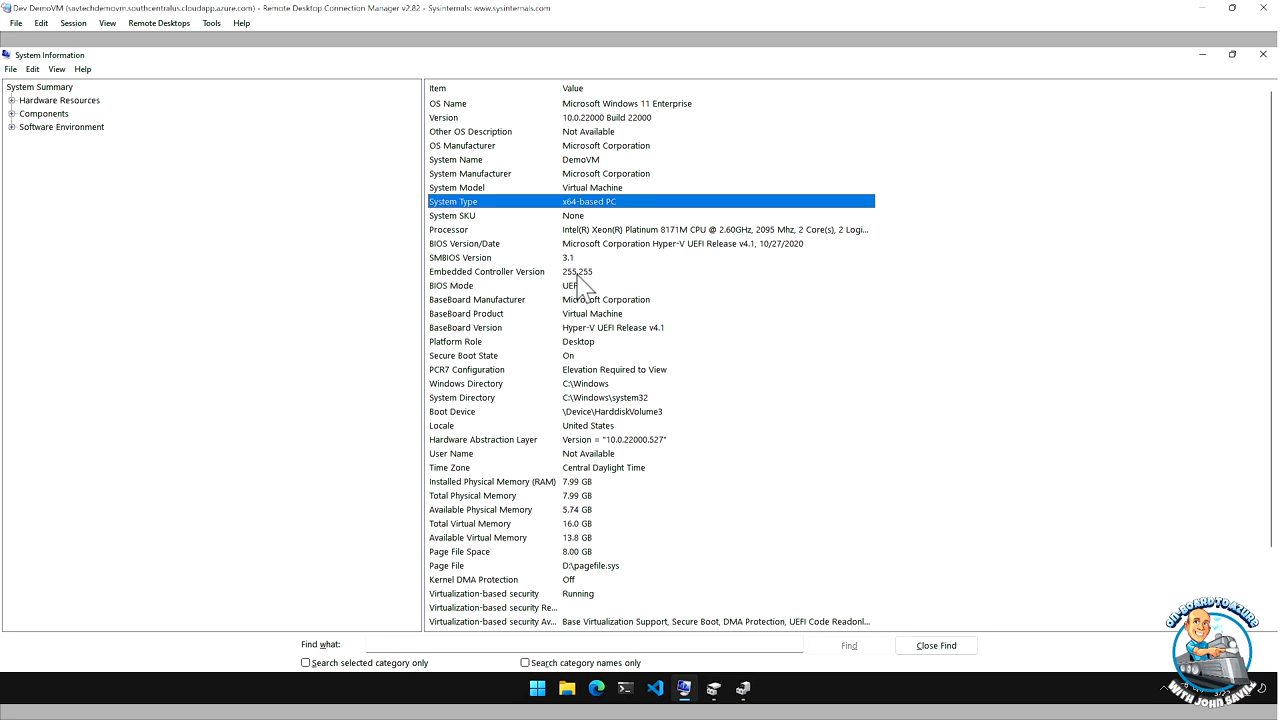 Dev DemoVM (savtechdemovm.southcentralus.cloudapp.azure.com) - Remote Desktop Connection Manager v2.82 - Sysinternals: www.sysinternals.com
File Edit Session View Remote Desktops Tools Help
System Information
File Edit View Help
System Summary
Hardware Resources
Components
Software Environment
Item Value
OS Name Microsoft Windows 11 Enterprise
Version 10.0.22000 Build 22000
Other OS Description Not Available
OS Manufacturer Microsoft Corporation
System Name DemoVM
System Manufacturer Microsoft Corporation
System Model Virtual Machine
System Type x64-based PC
System SKU None
Processor Intel(R) Xeon(R) Platinum 8171M CPU @ 2.60GHz, 2095 Mhz, 2 Core(s), 2 Logi...
BIOS Version/Date Microsoft Corporation Hyper-V UEFI Release v4.1, 10/27/2020
SMBIOS Version 3.1
Embedded Controller Version 255.255
BIOS Mode UEFI
BaseBoard Manufacturer Microsoft Corporation
BaseBoard Product Virtual Machine
BaseBoard Version Hyper-V UEFI Release v4.1
Platform Role Desktop
Secure Boot State On
PCR7 Configuration Elevation Required to View
Windows Directory C:\Windows
System Directory C:\Windows\system32
Boot Device \Device\HarddiskVolume3
Locale United States
Hardware Abstraction Layer Version = "10.0.22000.527"
User Name Not Available
Time Zone Central Daylight Time
Installed Physical Memory (RAM) 7.99 GB
Total Physical Memory 7.99 GB
Available Physical Memory 5.74 GB
Total Virtual Memory 16.0 GB
Available Virtual Memory 13.8 GB
Page File Space 8.00 GB
Page File D:\pagefile.sys
Kernel DMA Protection Off
Virtualization-based security Running
Virtualization-based security Re...
Virtualization-based security Av... Base Virtualization Support, Secure Boot, DMA Protection, UEFI Code Readonl...
Find what: Find Close Find
Search selected category only Search category names only
ON-BOARD TO AZURE
WITH JOHN SAVILL